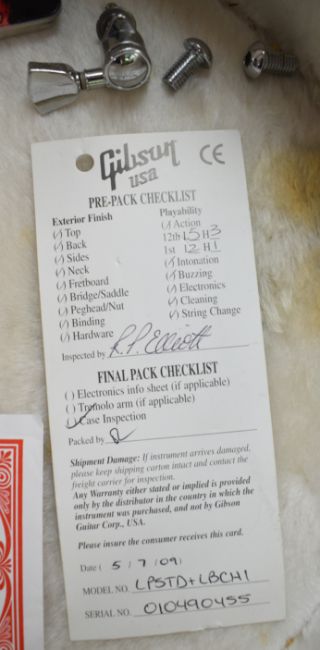 Gibson CE
USA
PRE-PACK CHECKLIST
Exterior Finish
(✓) Top
(✓) Back
(✓) Sides
(✓) Neck
(✓) Fretboard
(✓) Bridge/Saddle
(✓) Peghead/Nut
(✓) Binding
(✓) Hardware
Playability
(✓) Action
12th L5H3
1st L2H1
(✓) Intonation
(✓) Buzzing
(✓) Electronics
(✓) Cleaning
(✓) String Change
Inspected by R.P. Elliott
FINAL PACK CHECKLIST
( ) Electronics info sheet (if applicable)
( ) Tremolo arm (if applicable)
(✓) Case Inspection
Packed by
Shipment Damage: If instrument arrives damaged,
please keep shipping carton intact and contact the
freight carrier for inspection.
Any Warranty either stated or implied is provided
only by the distributor in the country in which the
instrument was purchased, and not by Gibson
Guitar Corp., USA.
Please insure the consumer receives this card.
Date ( 5 / 7 / 09 )
MODEL NO. LPSTD+LBCH1
SERIAL NO. 010490455